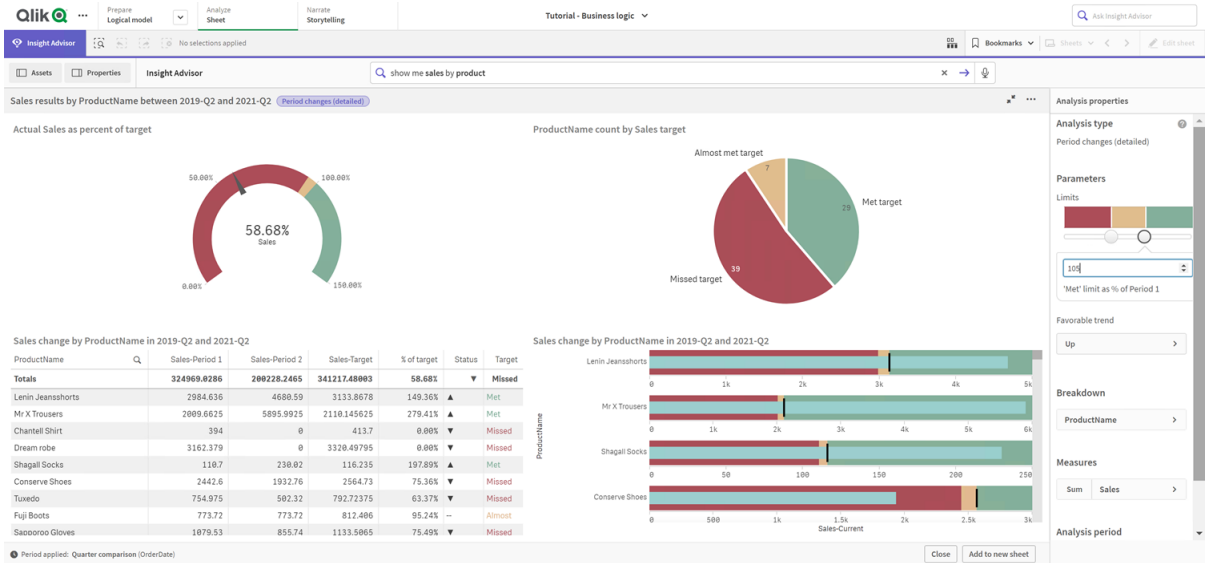 Qlik
Prepare
Logical model
Analyze
Sheet
Narrate
Storytelling
Tutorial - Business logic
Ask Insight Advisor
Insight Advisor
No selections applied
Bookmarks
Sheets
Edit sheet
Assets
Properties
Insight Advisor
show me sales by product
Sales results by ProductName between 2019-Q2 and 2021-Q2
Period changes (detailed)
Actual Sales as percent of target
50.00%
100.00%
58.68%
Sales
0.00%
150.00%
ProductName count by Sales target
Almost met target
7
29
Met target
39
Missed target
Sales change by ProductName in 2019-Q2 and 2021-Q2
ProductName Sales-Period 1 Sales-Period 2 Sales-Target % of target Status Target
Totals 324969.0286 200228.2465 341217.48003 58.68% ▼ Missed
Lenin Jeansshorts 2984.636 4680.59 3133.8678 149.36% ▲ Met
Mr X Trousers 2009.6625 5895.9925 2110.145625 279.41% ▲ Met
Chantell Shirt 394 0 413.7 0.00% ▼ Missed
Dream robe 3162.379 0 3320.49795 0.00% ▼ Missed
Shagall Socks 110.7 230.02 116.235 197.89% ▲ Met
Conserve Shoes 2442.6 1932.76 2564.73 75.36% ▼ Missed
Tuxedo 754.975 502.32 792.72375 63.37% ▼ Missed
Fuji Boots 773.72 773.72 812.406 95.24% -- Almost
Sapporoo Gloves 1079.53 855.74 1133.5065 75.49% ▼ Missed
Sales change by ProductName in 2019-Q2 and 2021-Q2
ProductName
Lenin Jeansshorts
0 1k 2k 3k 4k 5k
Mr X Trousers
0 1k 2k 3k 4k 5k 6k
Shagall Socks
0 50 100 150 200 250
Conserve Shoes
0 500 1k 1.5k 2k 2.5k 3k
Sales-Current
Analysis properties
Analysis type
Period changes (detailed)
Parameters
Limits
105
'Met' limit as % of Period 1
Favorable trend
Up
Breakdown
ProductName
Measures
Sum Sales
Analysis period
Period applied: Quarter comparison (OrderDate)
Close
Add to new sheet